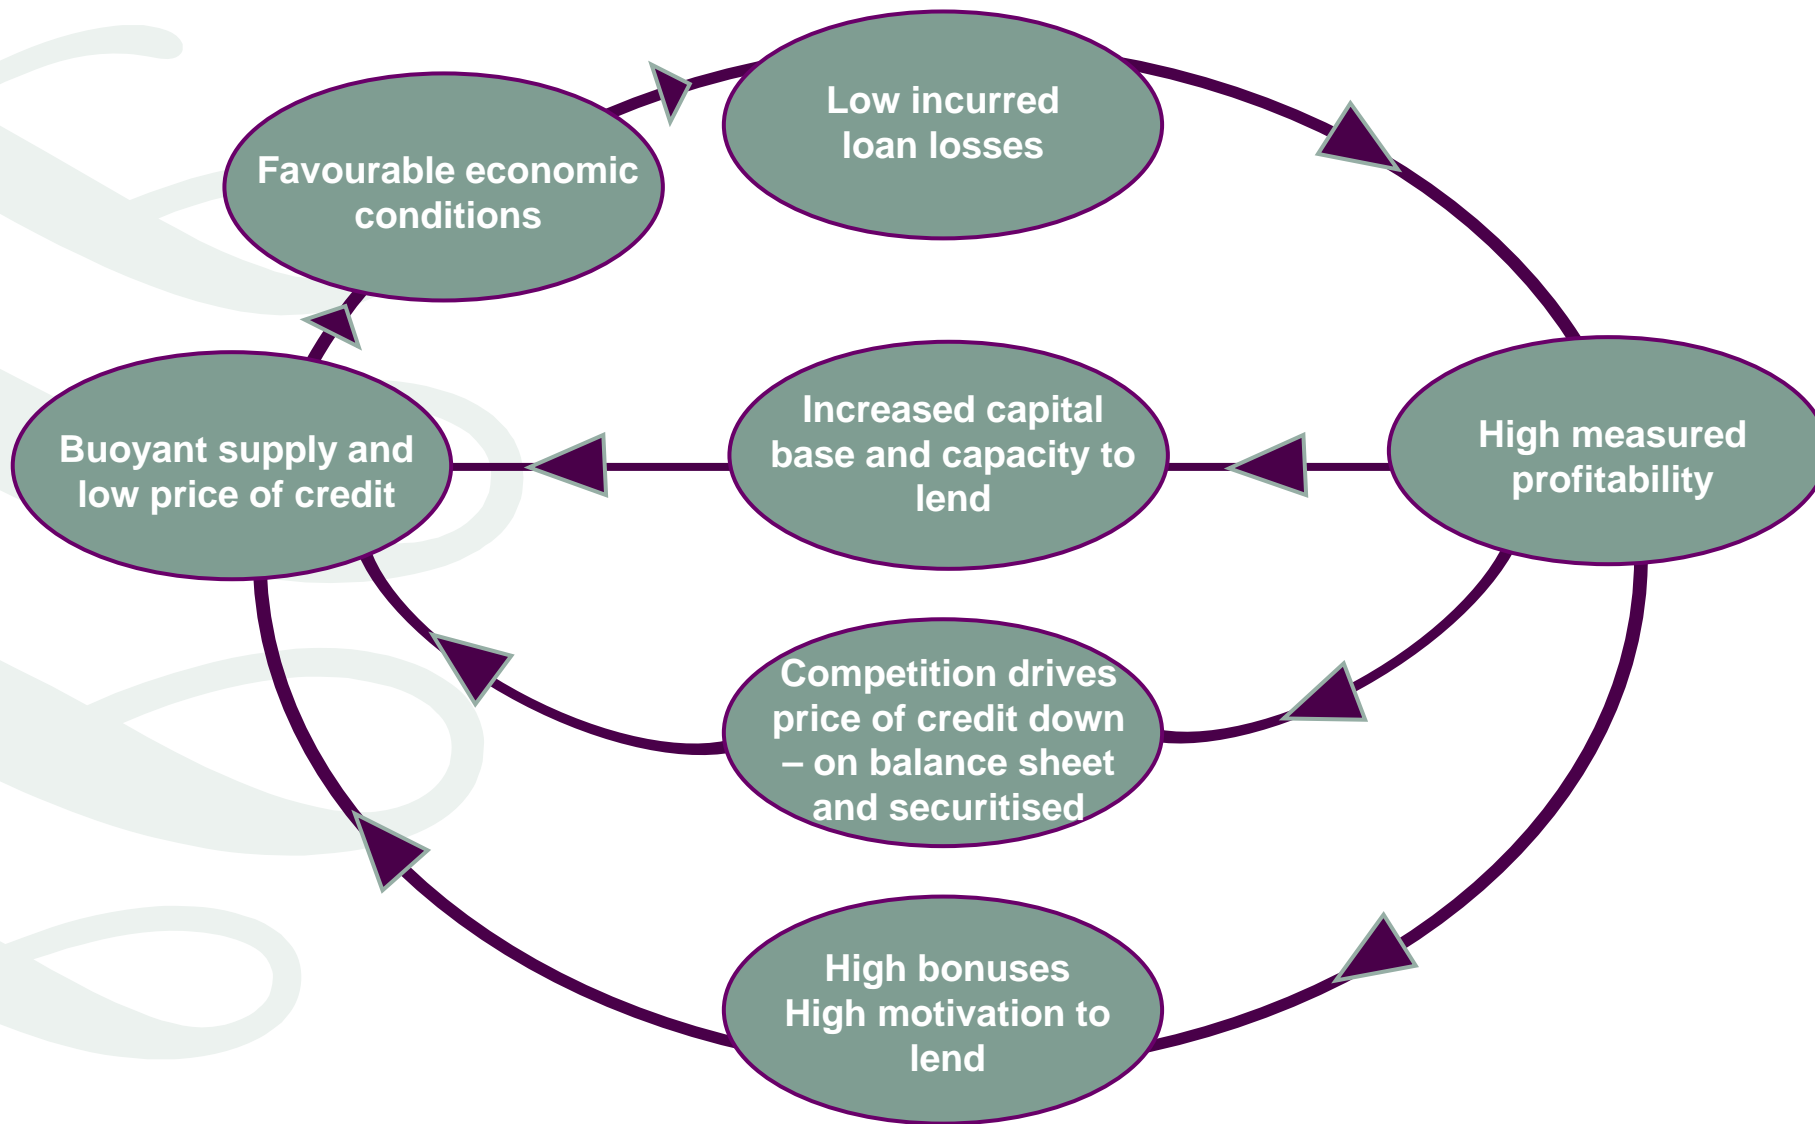 Low incurred
loan losses
Favourable economic
conditions
Increased capital
base and capacity to
lend
High measured
profitability
Buoyant supply and
low price of credit
Competition drives
price of credit down
– on balance sheet
and securitised
High bonuses
High motivation to
lend